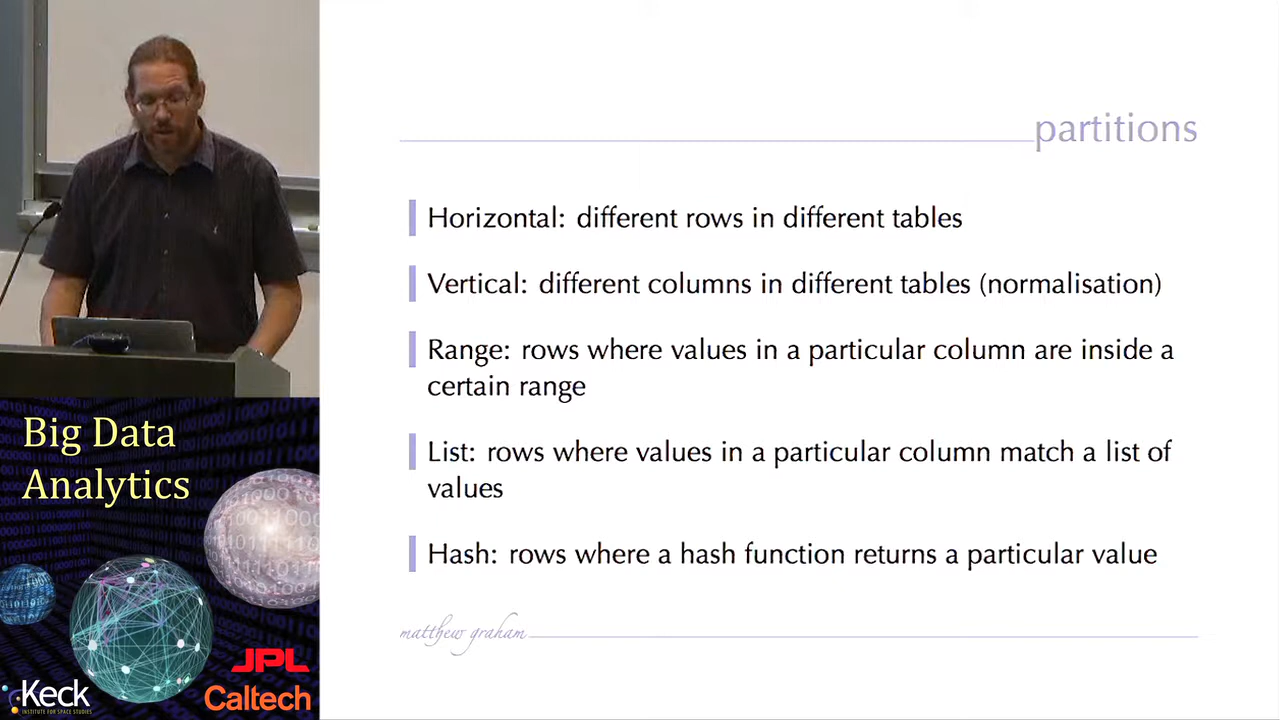 partitions
Horizontal: different rows in different tables
Vertical: different columns in different tables (normalisation)
Range: rows where values in a particular column are inside a
certain range
List: rows where values in a particular column match a list of
values
Hash: rows where a hash function returns a particular value
matthew graham
Big Data
Analytics
JPL
Keck
INSTITUTE FOR SPACE STUDIES
Caltech